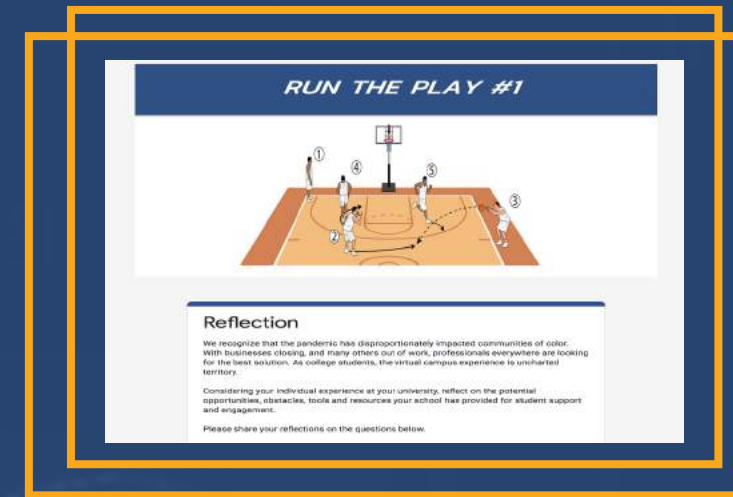 RUN THE PLAY #1
①
④
⑤
③
②
Reflection
We recognize that the pandemic has disproportionately impacted communities of color.
With businesses closing, and many others out of work, professionals everywhere are looking
for the best solution. As college students, the virtual campus experience is uncharted
territory.
Considering your individual experience at your university, reflect on the potential
opportunities, obstacles, tools and resources your school has provided for student support
and engagement.
Please share your reflections on the questions below.